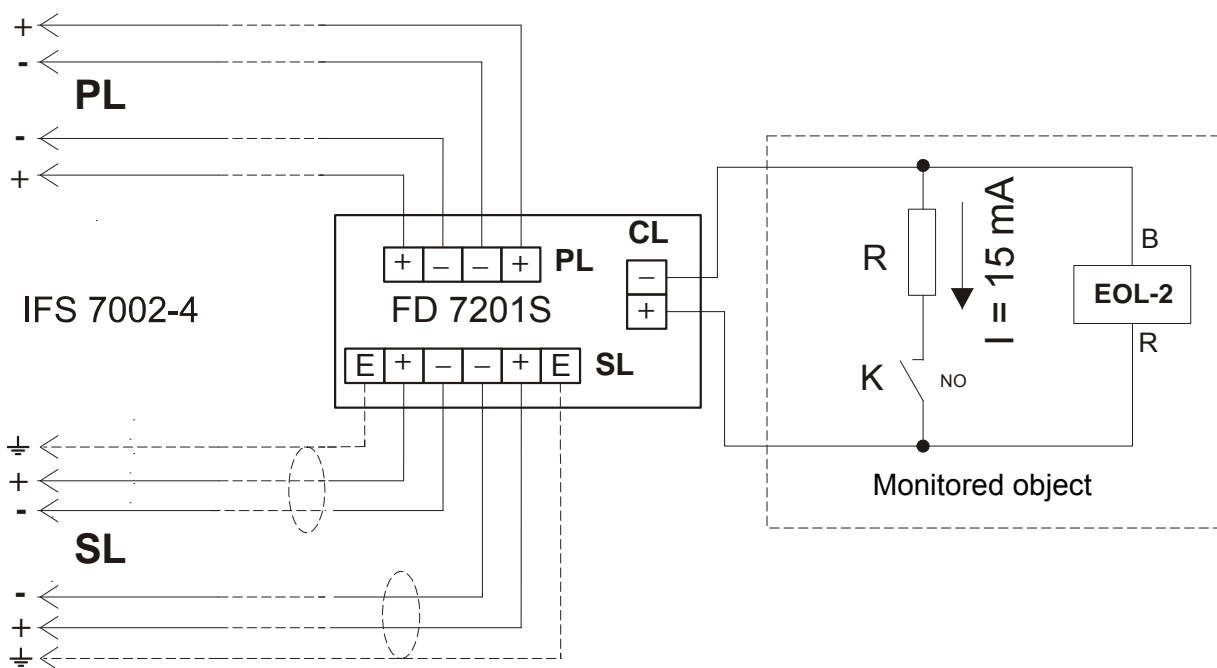 +
-
PL
-
+
CL
+ – – + PL
–
+
IFS 7002-4
FD 7201S
E + – – + E SL
+
-
SL
-
+
R
I = 15 mA
K
NO
B
EOL-2
R
Monitored object